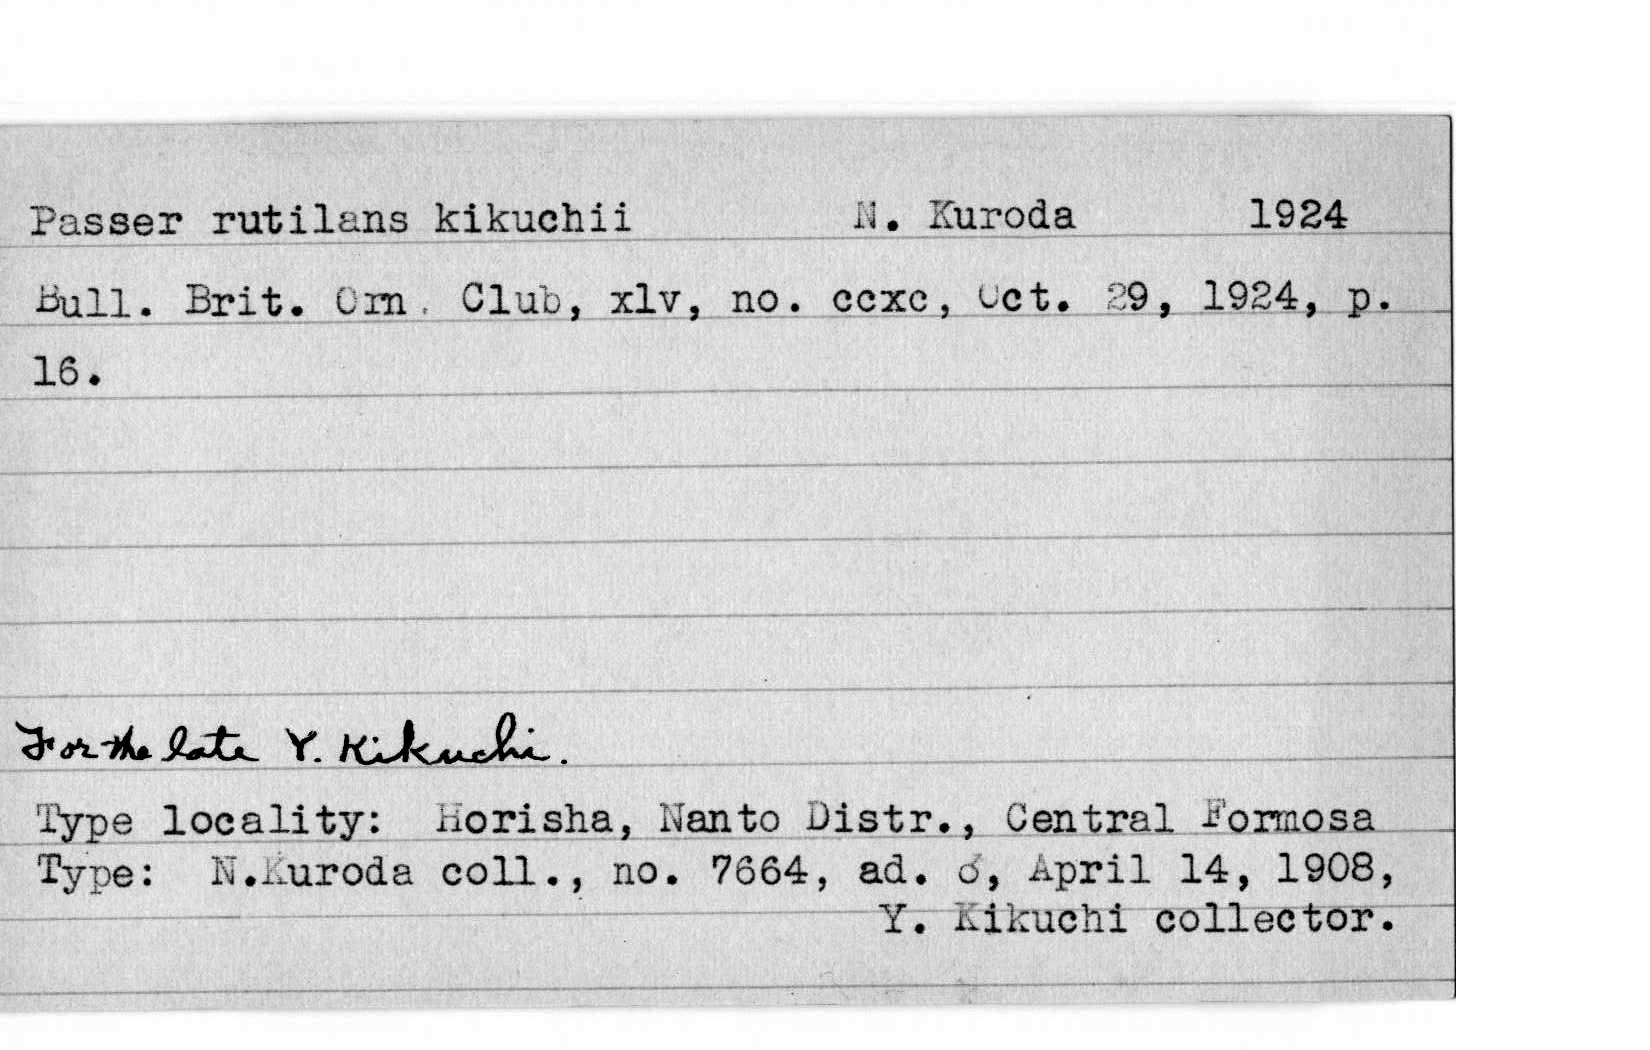 Passer rutilans kikuchii N. Kuroda 1924
Bull. Brit. Orn. Club, xlv, no. ccxc, Oct. 29, 1924, p.
16.
For the late Y. Kikuchi.
Type locality: Horisha, Nanto Distr., Central Formosa
Type: N.Kuroda coll., no. 7664, ad. ♂, April 14, 1908,
Y. Kikuchi collector.